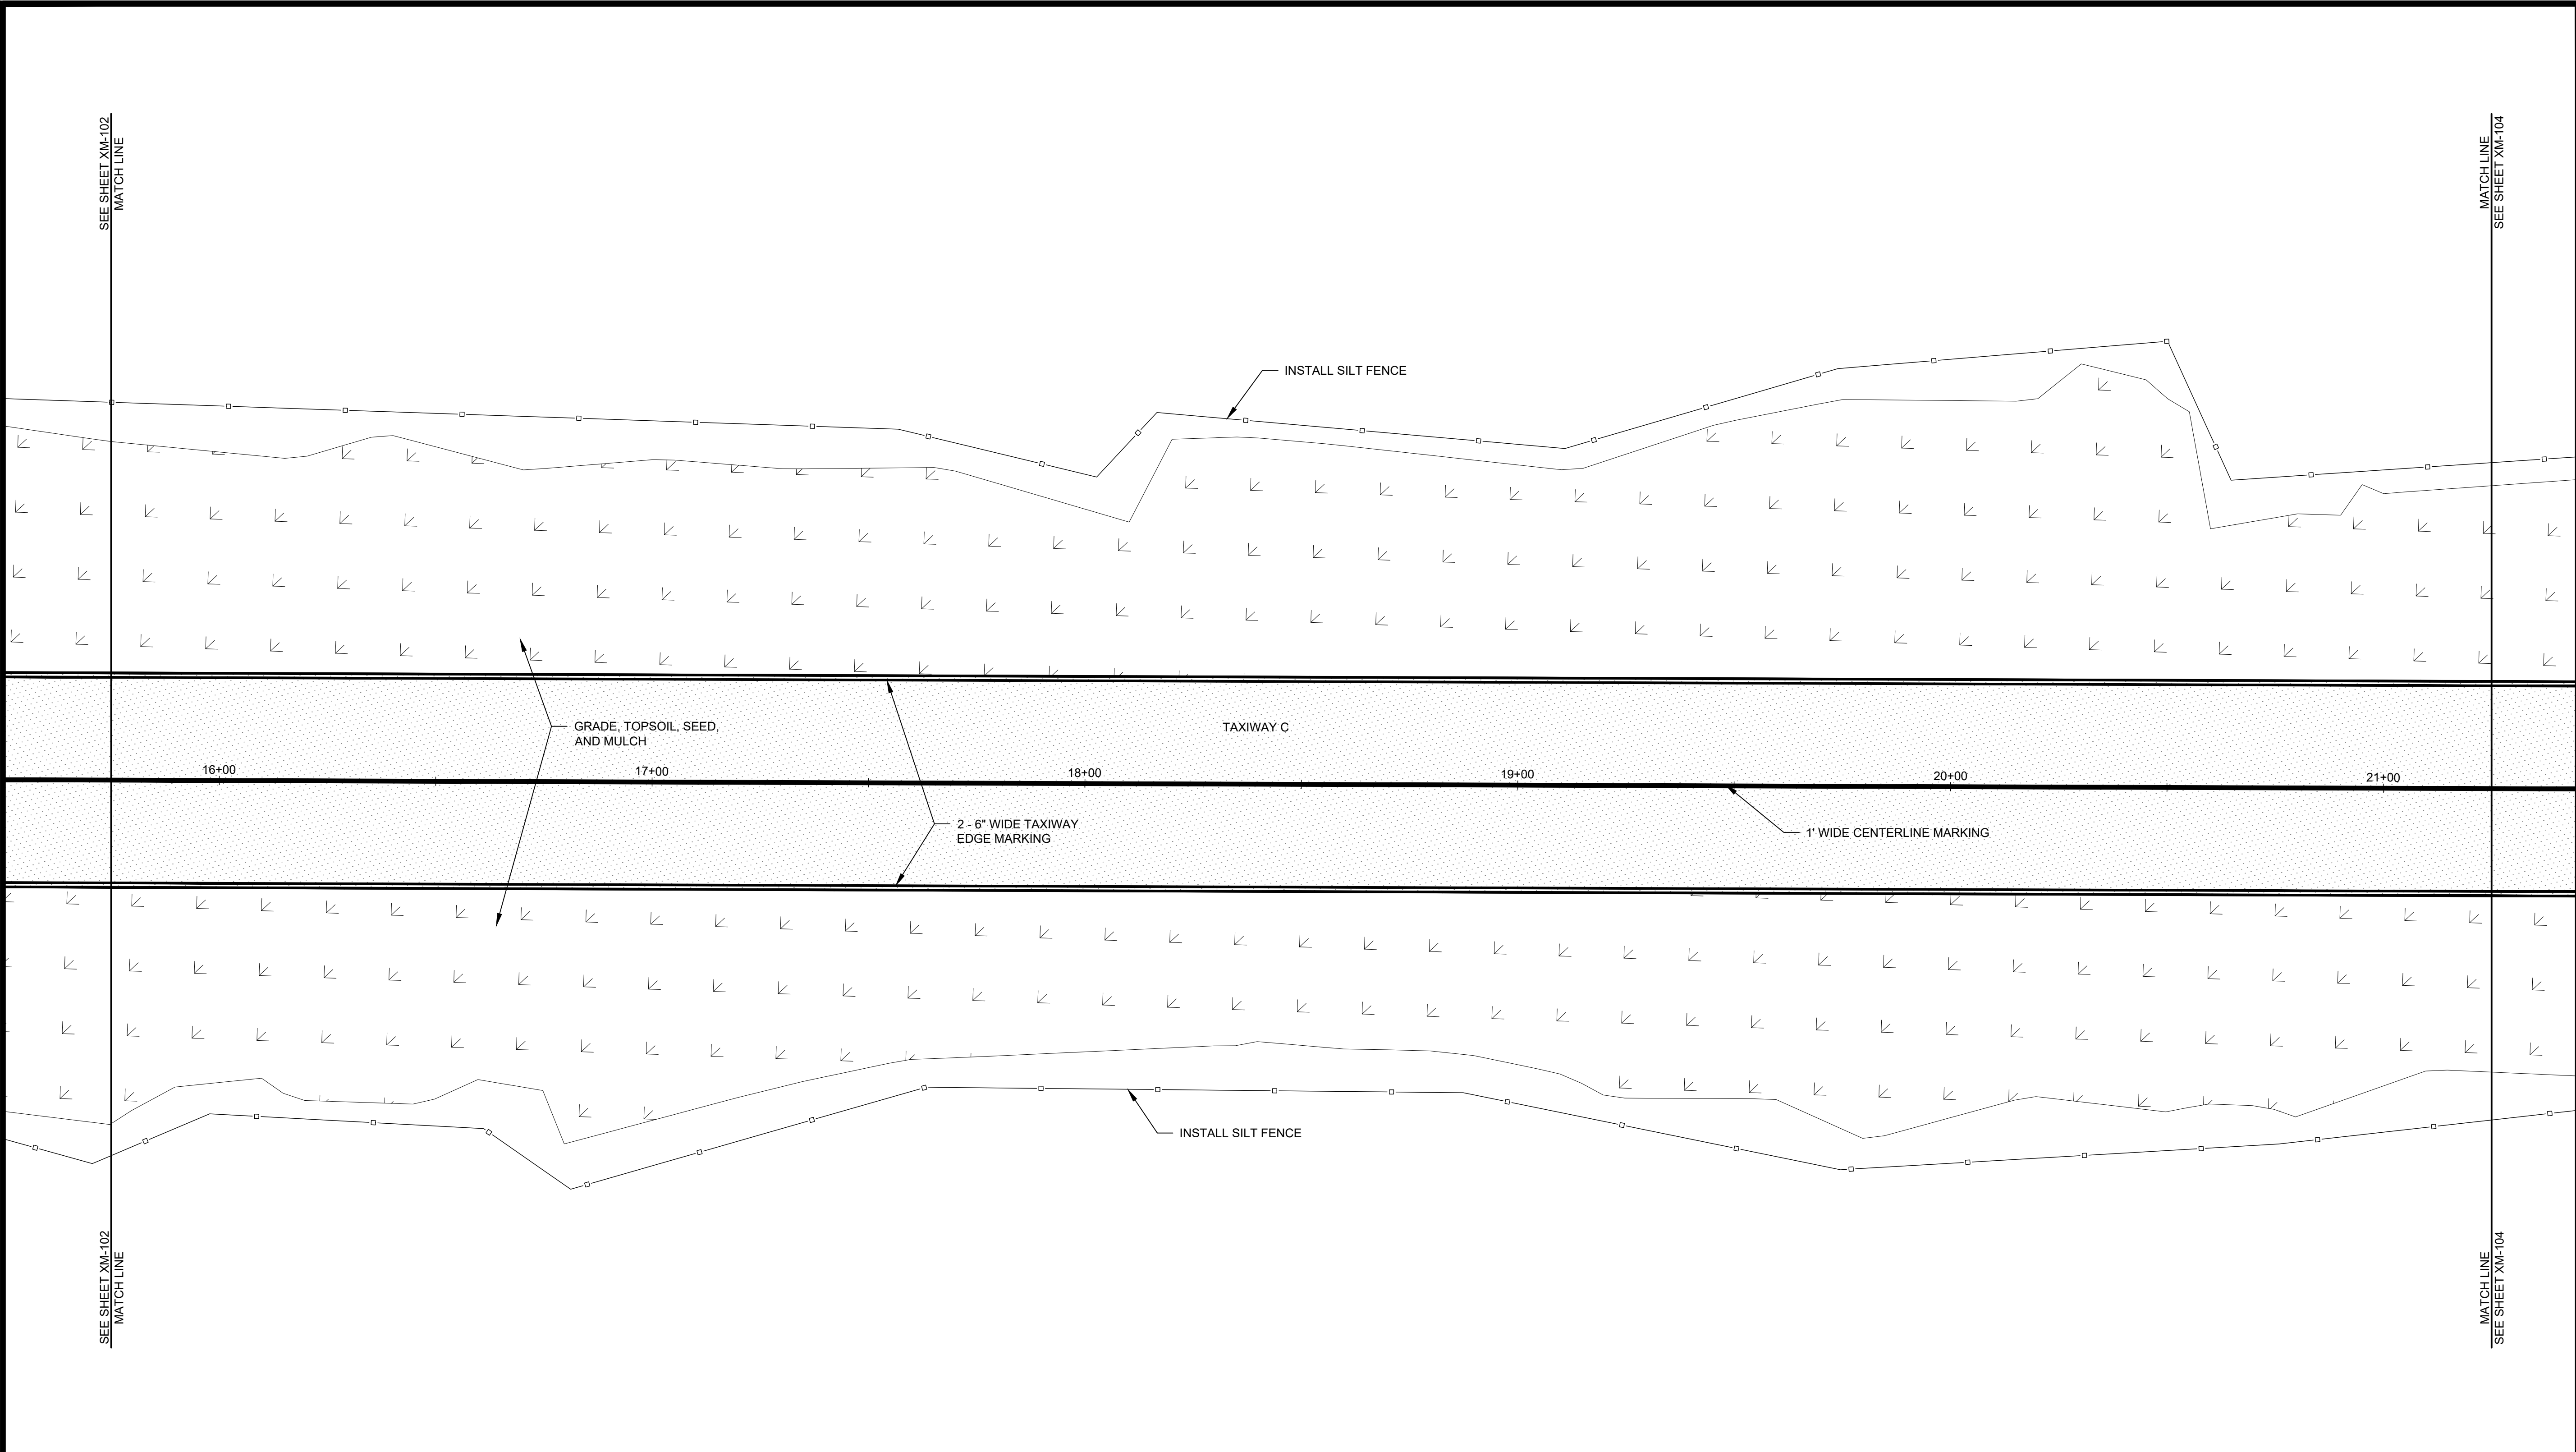 SEE SHEET XM-102
MATCH LINE
MATCH LINE
SEE SHEET XM-104
INSTALL SILT FENCE
GRADE, TOPSOIL, SEED,
AND MULCH
TAXIWAY C
16+00
17+00
18+00
19+00
20+00
21+00
2 - 6" WIDE TAXIWAY
EDGE MARKING
1' WIDE CENTERLINE MARKING
INSTALL SILT FENCE
SEE SHEET XM-102
MATCH LINE
MATCH LINE
SEE SHEET XM-104